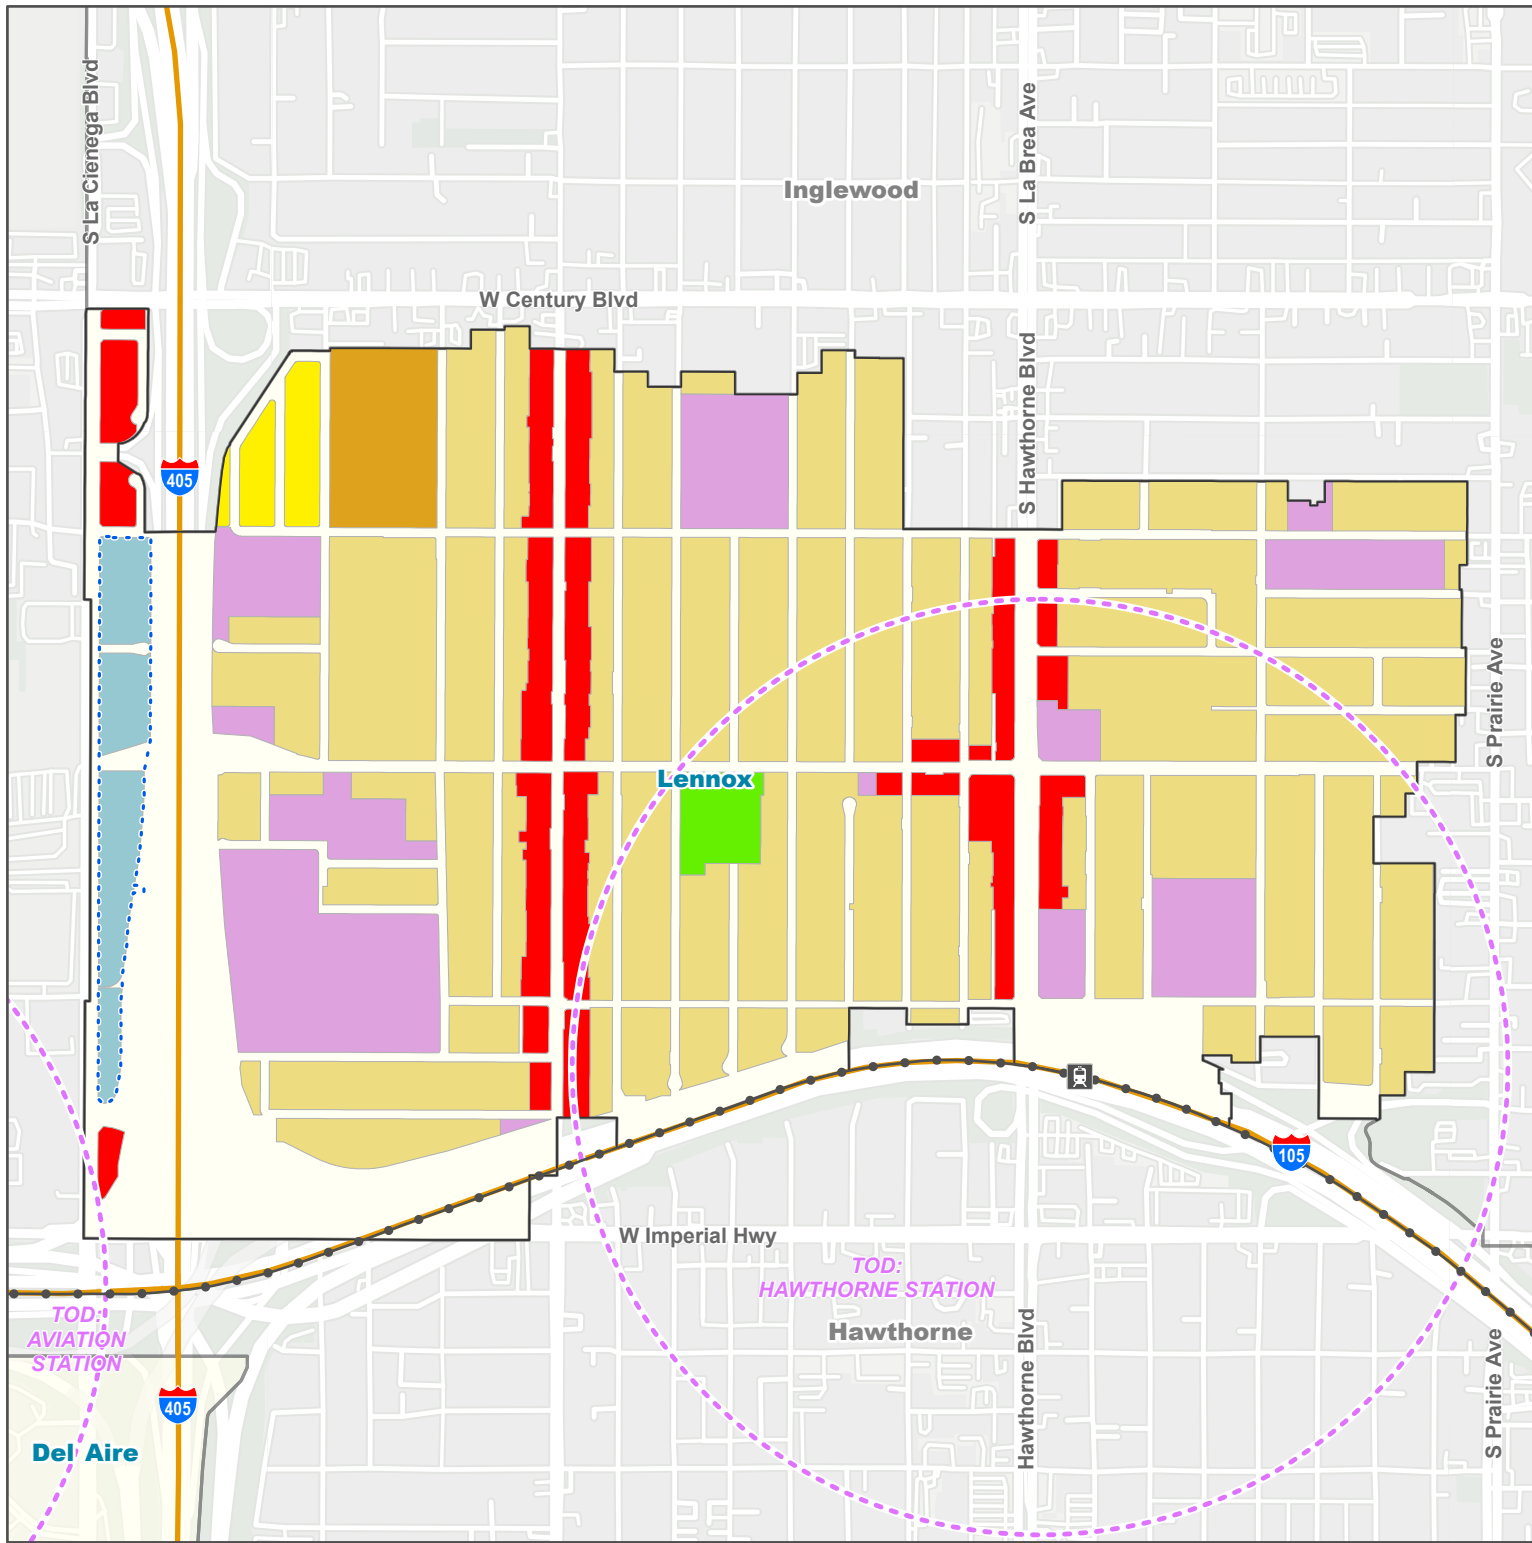 S La Cienega Blvd
S La Brea Ave
Inglewood
W Century Blvd
S Hawthorne Blvd
405
S Prairie Ave
Lennox
105
W Imperial Hwy
TOD:
HAWTHORNE STATION
Hawthorne
TOD:
AVIATION
STATION
Hawthorne Blvd
S Prairie Ave
405
Del Aire